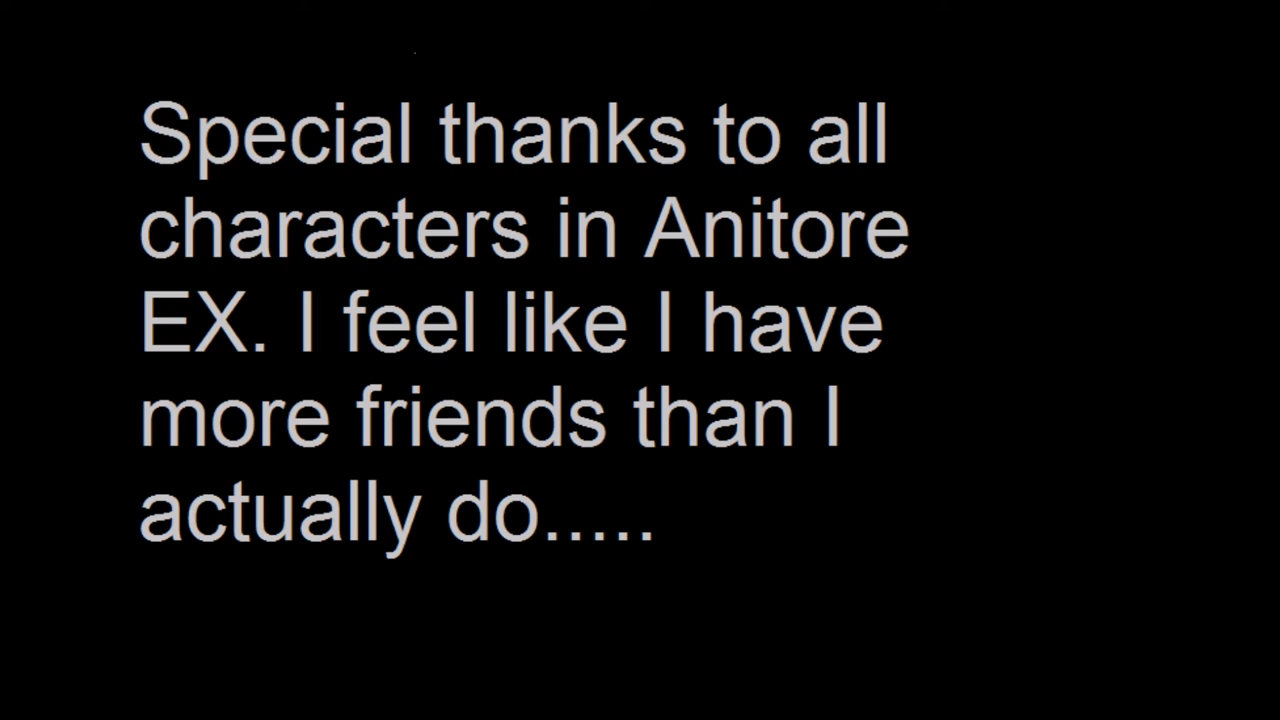 Special thanks to all
characters in Anitore
EX. I feel like I have
more friends than I
actually do.....